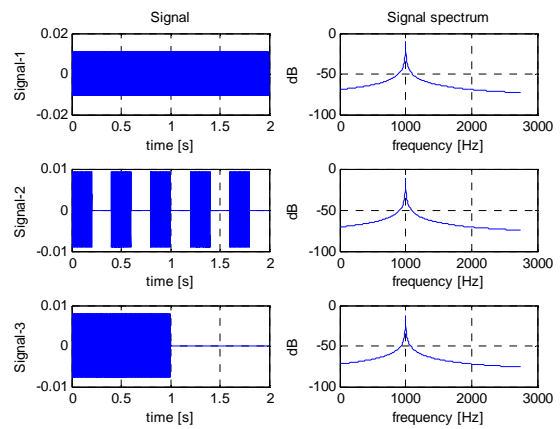 Signal
Signal spectrum
Signal-1
0.02
0
-0.02
0 0.5 1 1.5 2
time [s]
dB
0
-50
-100
0 1000 2000 3000
frequency [Hz]
Signal-2
0.01
0
-0.01
0 0.5 1 1.5 2
time [s]
dB
0
-50
-100
0 1000 2000 3000
frequency [Hz]
Signal-3
0.01
0
-0.01
0 0.5 1 1.5 2
time [s]
dB
0
-50
-100
0 1000 2000 3000
frequency [Hz]